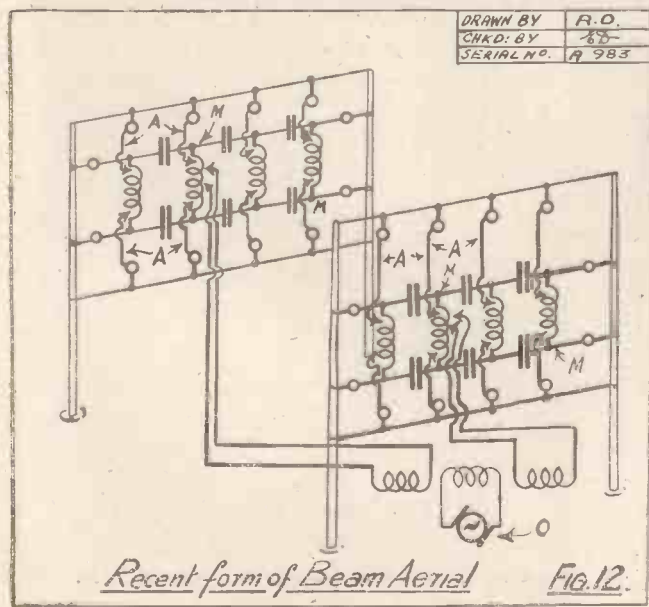 DRAWN BY R.D.
CHKD: BY
SERIAL NO. A 983
A M
M
A
A A
M
M
O
Recent form of Beam Aerial FIG. 12.